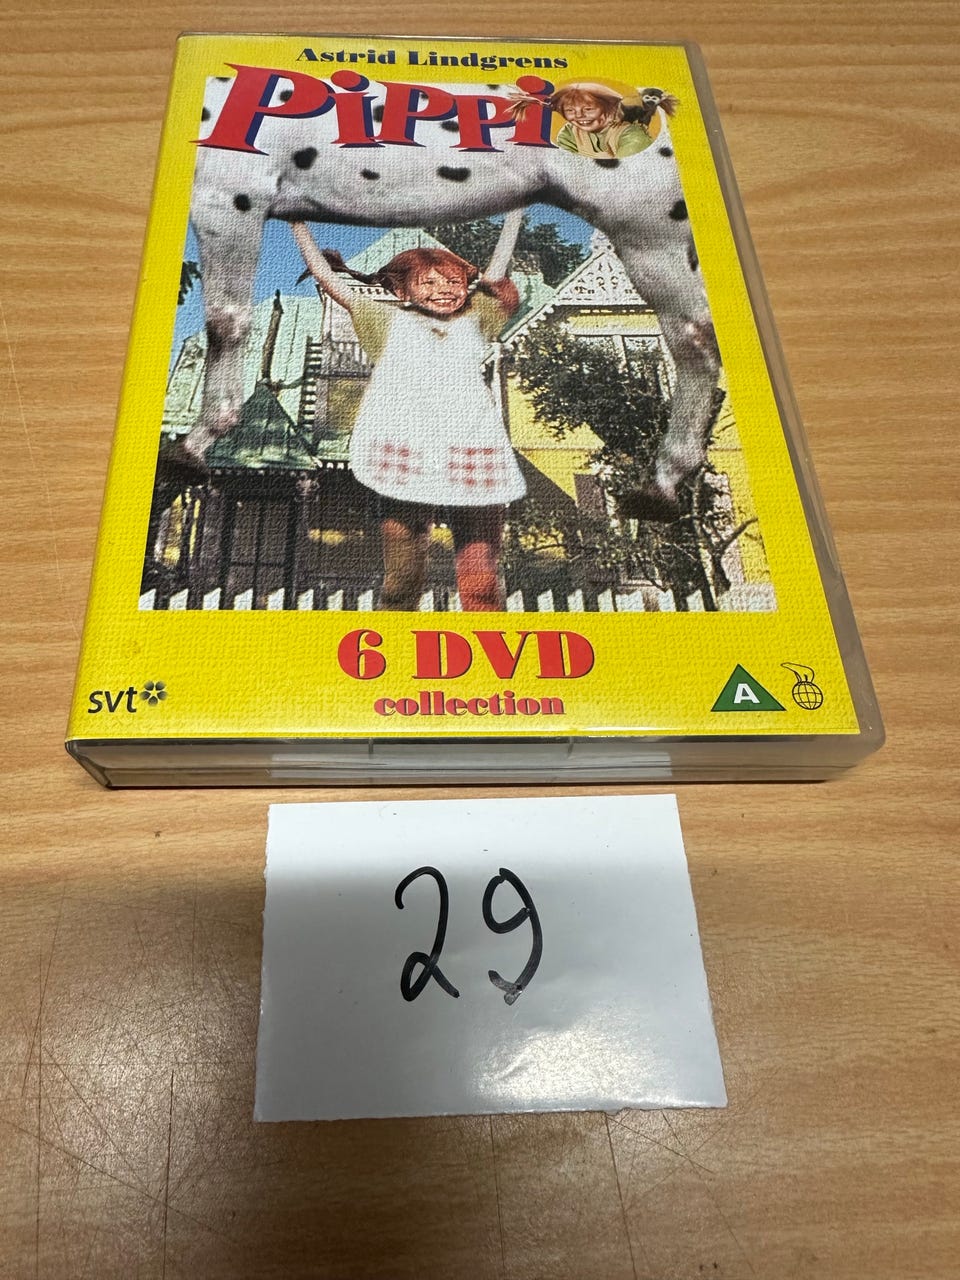 Astrid Lindgrens
Pippi
6 DVD
collection
svt
A
29